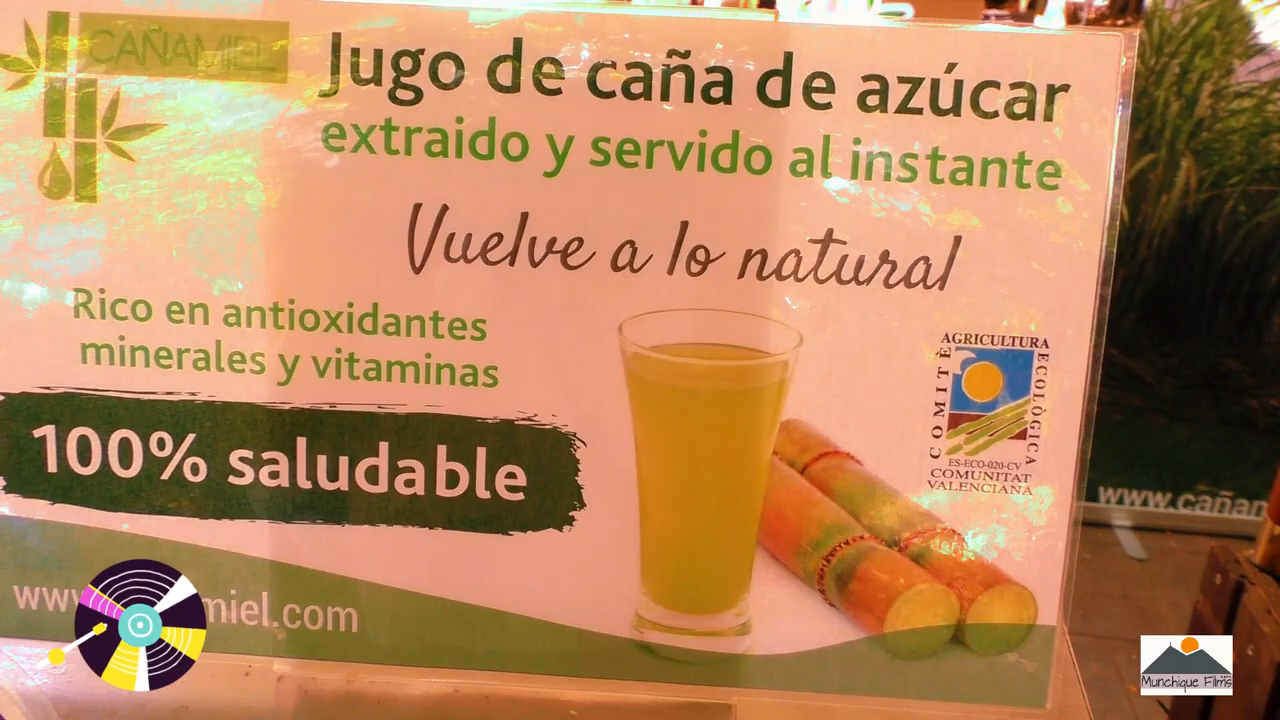 CAÑAMIEL
Jugo de caña de azúcar
extraido y servido al instante
Vuelve a lo natural
Rico en antioxidantes
minerales y vitaminas
100% saludable
AGRICULTURA
COMITÈ
ECOLÒGICA
ES-ECO-020-CV
COMUNITAT
VALENCIANA
www.cañam
miel.com
Munchique Films